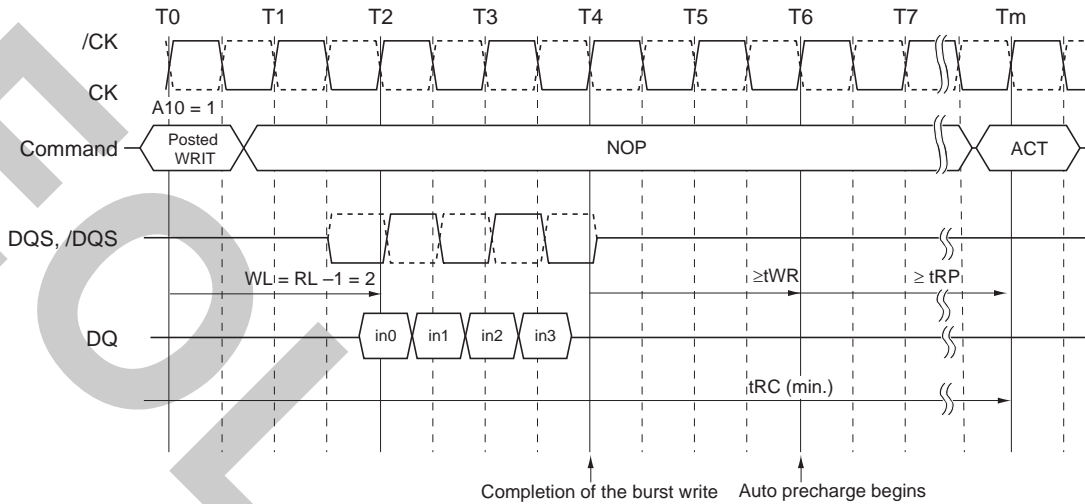 T0 T1 T2 T3 T4 T5 T6 T7 Tm
/CK
CK
A10 = 1
Command
Posted
WRIT
NOP
ACT
DQS, /DQS
WL = RL –1 = 2
≥tWR
≥ tRP
DQ
in0 in1 in2 in3
tRC (min.)
Completion of the burst write
Auto precharge begins
EOL